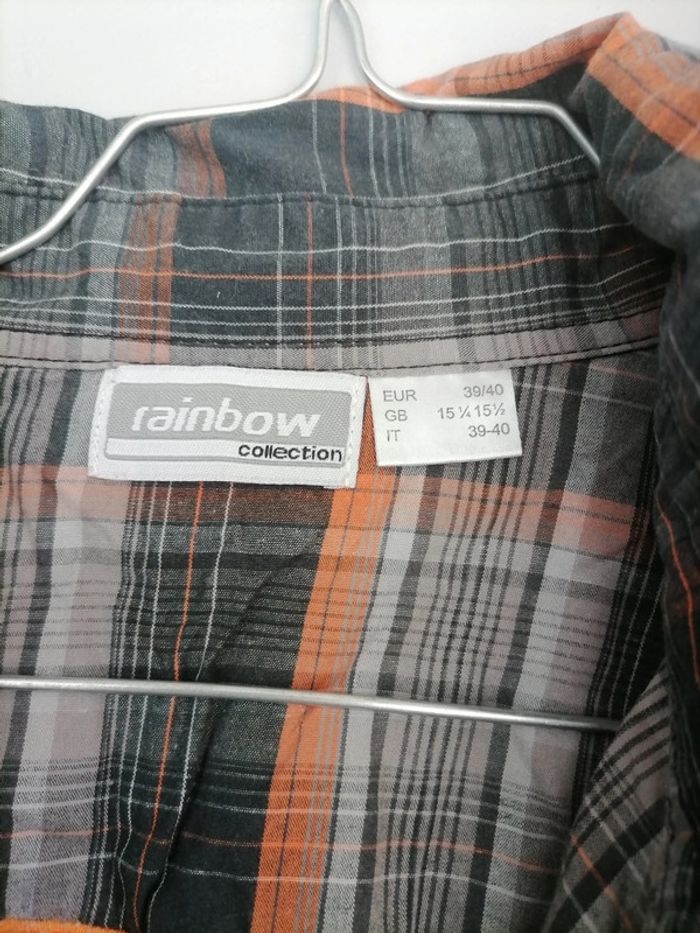 rainbow
collection
EUR 39/40
GB 15 ¼ 15½
IT 39-40